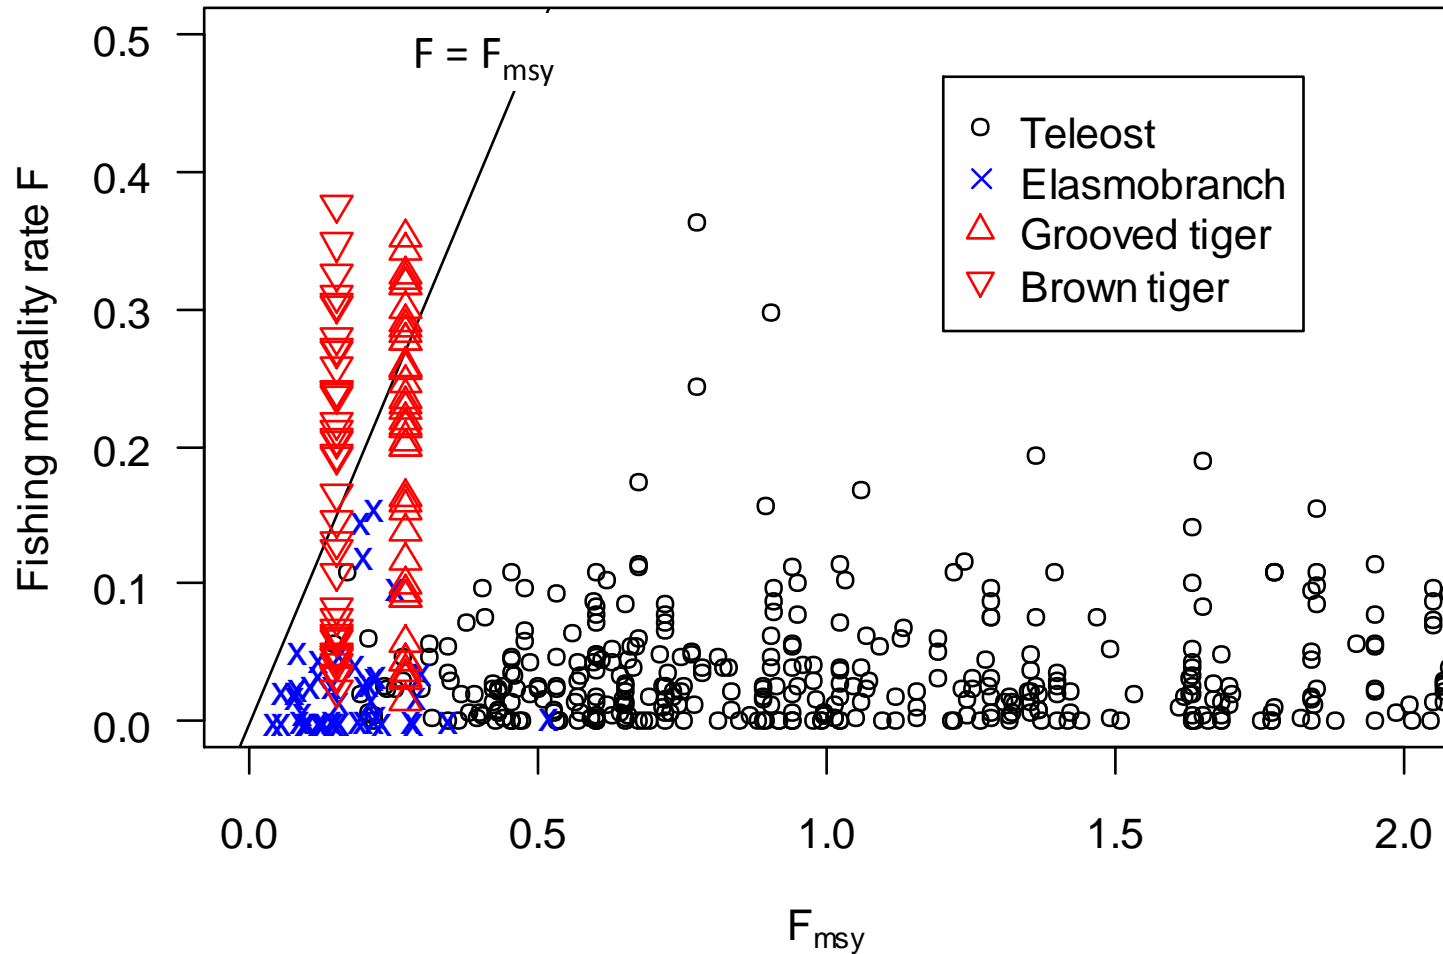 F = Fmsy
Teleost
Elasmobranch
Grooved tiger
Brown tiger
Fishing mortality rate F
0.5
0.4
0.3
0.2
0.1
0.0
0.0 0.5 1.0 1.5 2.0
Fmsy